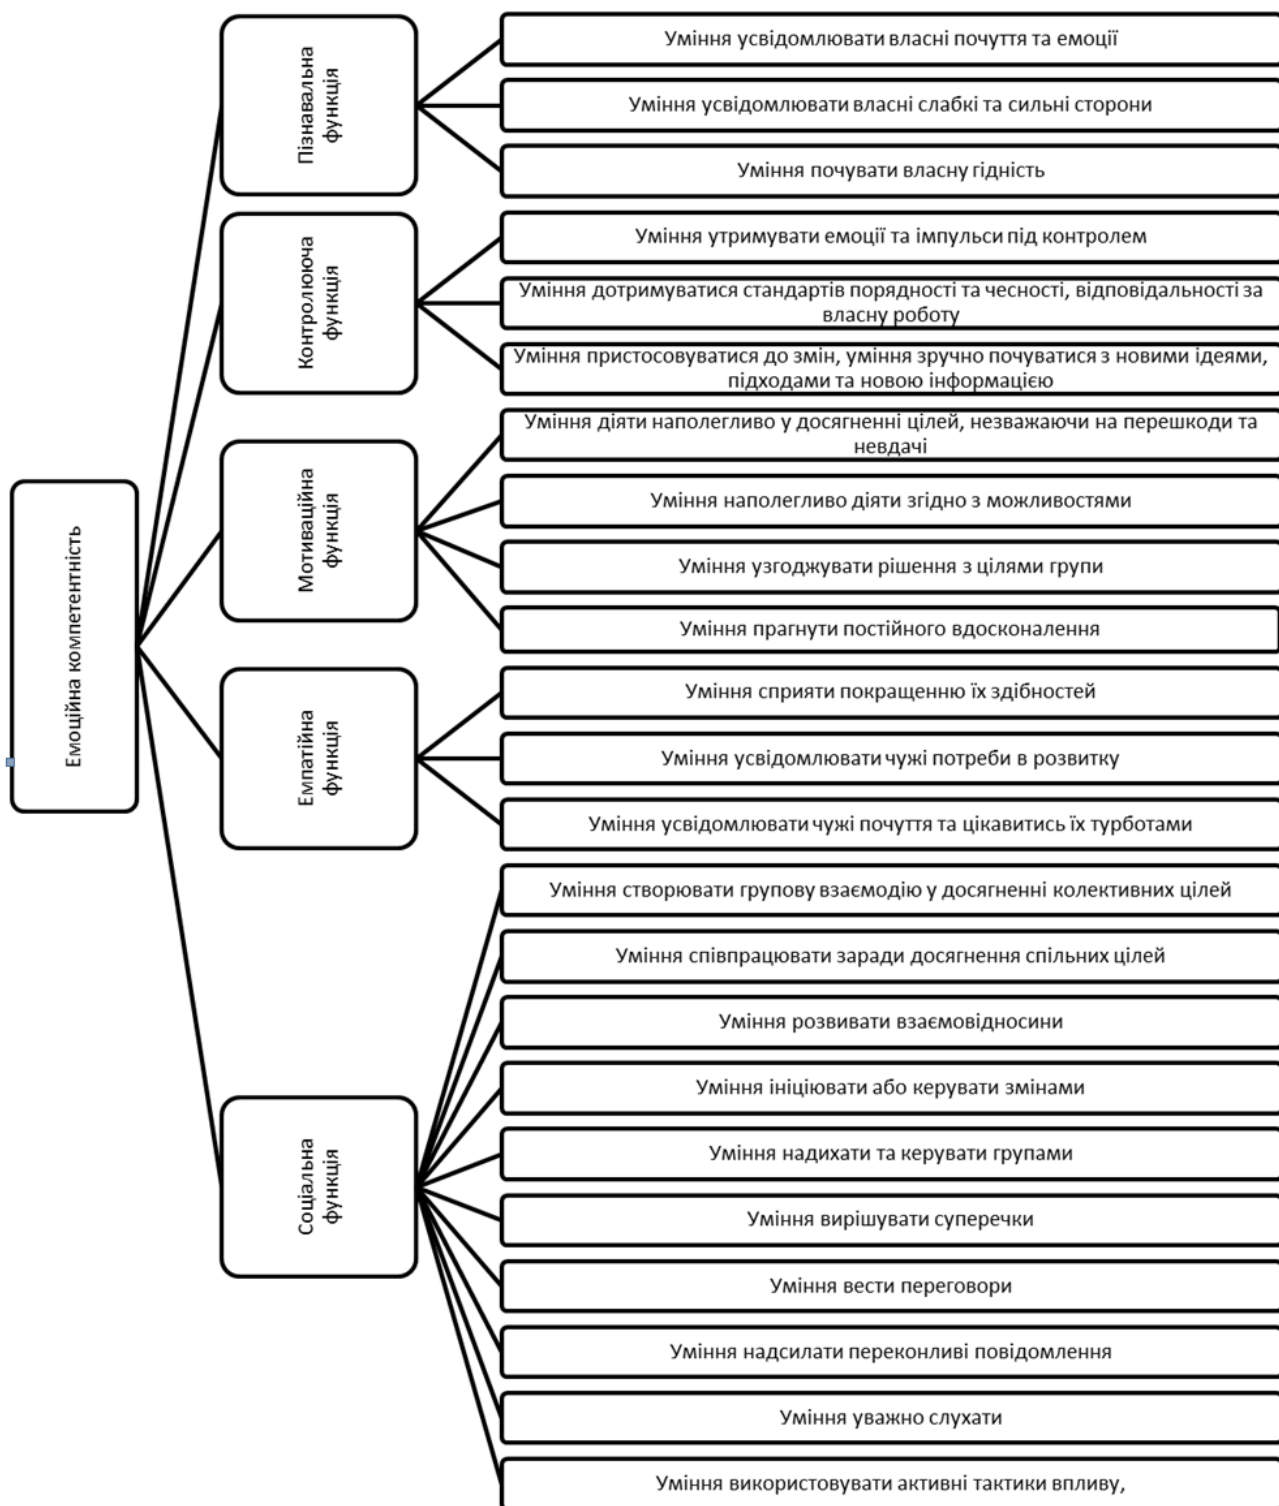 Емоційна компетентність
Пізнавальна
функція
Уміння усвідомлювати власні почуття та емоції
Уміння усвідомлювати власні слабкі та сильні сторони
Уміння почувати власну гідність
Контролююча
функція
Уміння утримувати емоції та імпульси під контролем
Уміння дотримуватися стандартів порядності та чесності, відповідальності за
власну роботу
Уміння пристосовуватися до змін, уміння зручно почуватися з новими ідеями,
підходами та новою інформацією
Мотиваційна
функція
Уміння діяти наполегливо у досягненні цілей, незважаючи на перешкоди та
невдачі
Уміння наполегливо діяти згідно з можливостями
Уміння узгоджувати рішення з цілями групи
Уміння прагнути постійного вдосконалення
Емпатійна
функція
Уміння сприяти покращенню їх здібностей
Уміння усвідомлювати чужі потреби в розвитку
Уміння усвідомлювати чужі почуття та цікавитись їх турботами
Соціальна
функція
Уміння створювати групову взаємодію у досягненні колективних цілей
Уміння співпрацювати заради досягнення спільних цілей
Уміння розвивати взаємовідносини
Уміння ініціювати або керувати змінами
Уміння надихати та керувати групами
Уміння вирішувати суперечки
Уміння вести переговори
Уміння надсилати переконливі повідомлення
Уміння уважно слухати
Уміння використовувати активні тактики впливу,